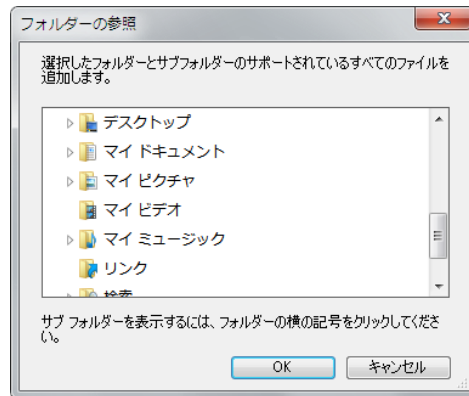 フォルダーの参照
選択したフォルダーとサブフォルダーのサポートされているすべてのファイルを
追加します。
デスクトップ
マイ ドキュメント
マイ ピクチャ
マイ ビデオ
マイ ミュージック
リンク
検索
サブ フォルダーを表示するには、フォルダーの横の記号をクリックしてくださ
い。
OK
キャンセル